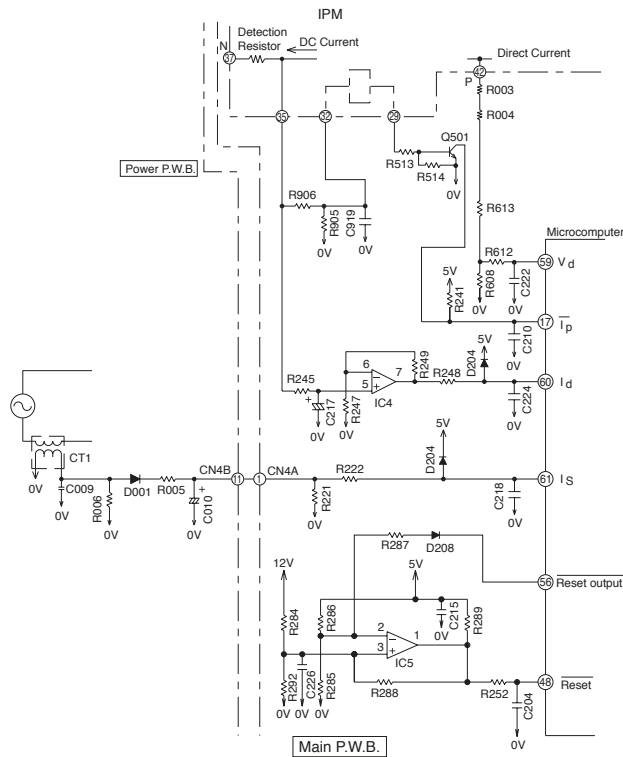 IPM
Detection
Resistor
DC Current
Direct Current
N
37
42
P
R003
R004
35
32
29
Q501
R513
R514
0V
Power P.W.B.
R906
R905
C919
0V
0V
R613
Microcomputer
R612
59
Vd
5V
R241
R608
C222
0V
0V
17
Ip
C210
0V
5V
6
7
5
IC4
R249
R248
D204
60
Id
R245
C217
R247
0V
0V
C224
0V
5V
D204
CT1
0V
C009
0V
R006
0V
D001
R005
C010
0V
CN4B
11
1
CN4A
R222
R221
0V
61
IS
C218
0V
R287
D208
56
Reset output
12V
5V
R284
R286
C215
0V
R289
2
3
1
IC5
R292
C226
R285
0V
0V
0V
R288
R252
48
Reset
C204
0V
Main P.W.B.